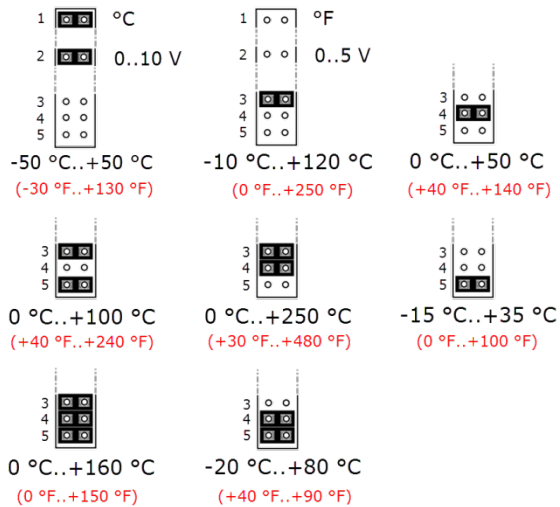 1 °C
2 0..10 V
3
4
5
-50 °C..+50 °C
(-30 °F..+130 °F)
1 °F
2 0..5 V
3
4
5
-10 °C..+120 °C
(0 °F..+250 °F)
3
4
5
0 °C..+50 °C
(+40 °F..+140 °F)
3
4
5
0 °C..+100 °C
(+40 °F..+240 °F)
3
4
5
0 °C..+250 °C
(+30 °F..+480 °F)
3
4
5
-15 °C..+35 °C
(0 °F..+100 °F)
3
4
5
0 °C..+160 °C
(0 °F..+150 °F)
3
4
5
-20 °C..+80 °C
(+40 °F..+90 °F)